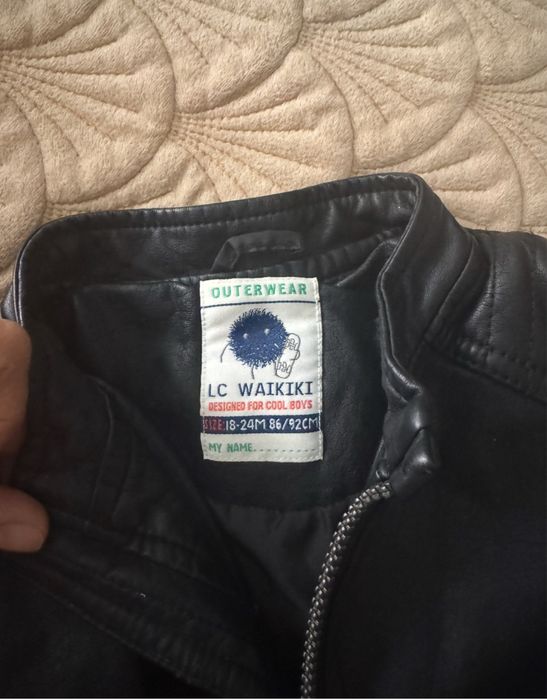 OUTERWEAR
LC WAIKIKI
DESIGNED FOR COOL BOYS
SIZE:18-24M 86/92CM
MY NAME.........